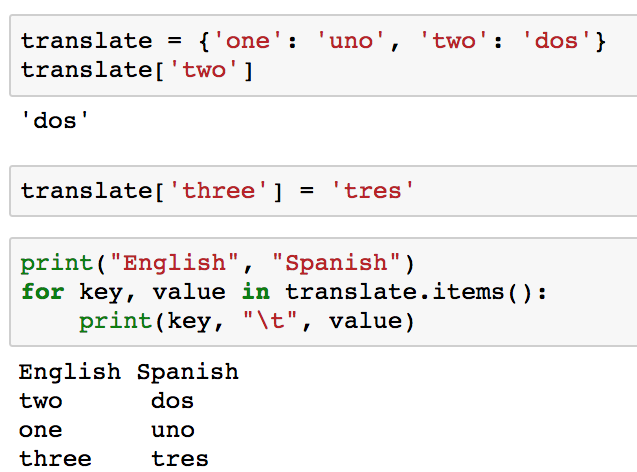 translate = {'one': 'uno', 'two': 'dos'}
translate['two']
'dos'
translate['three'] = 'tres'
print("English", "Spanish")
for key, value in translate.items():
    print(key, "\t", value)
English Spanish
two      dos
one      uno
three    tres